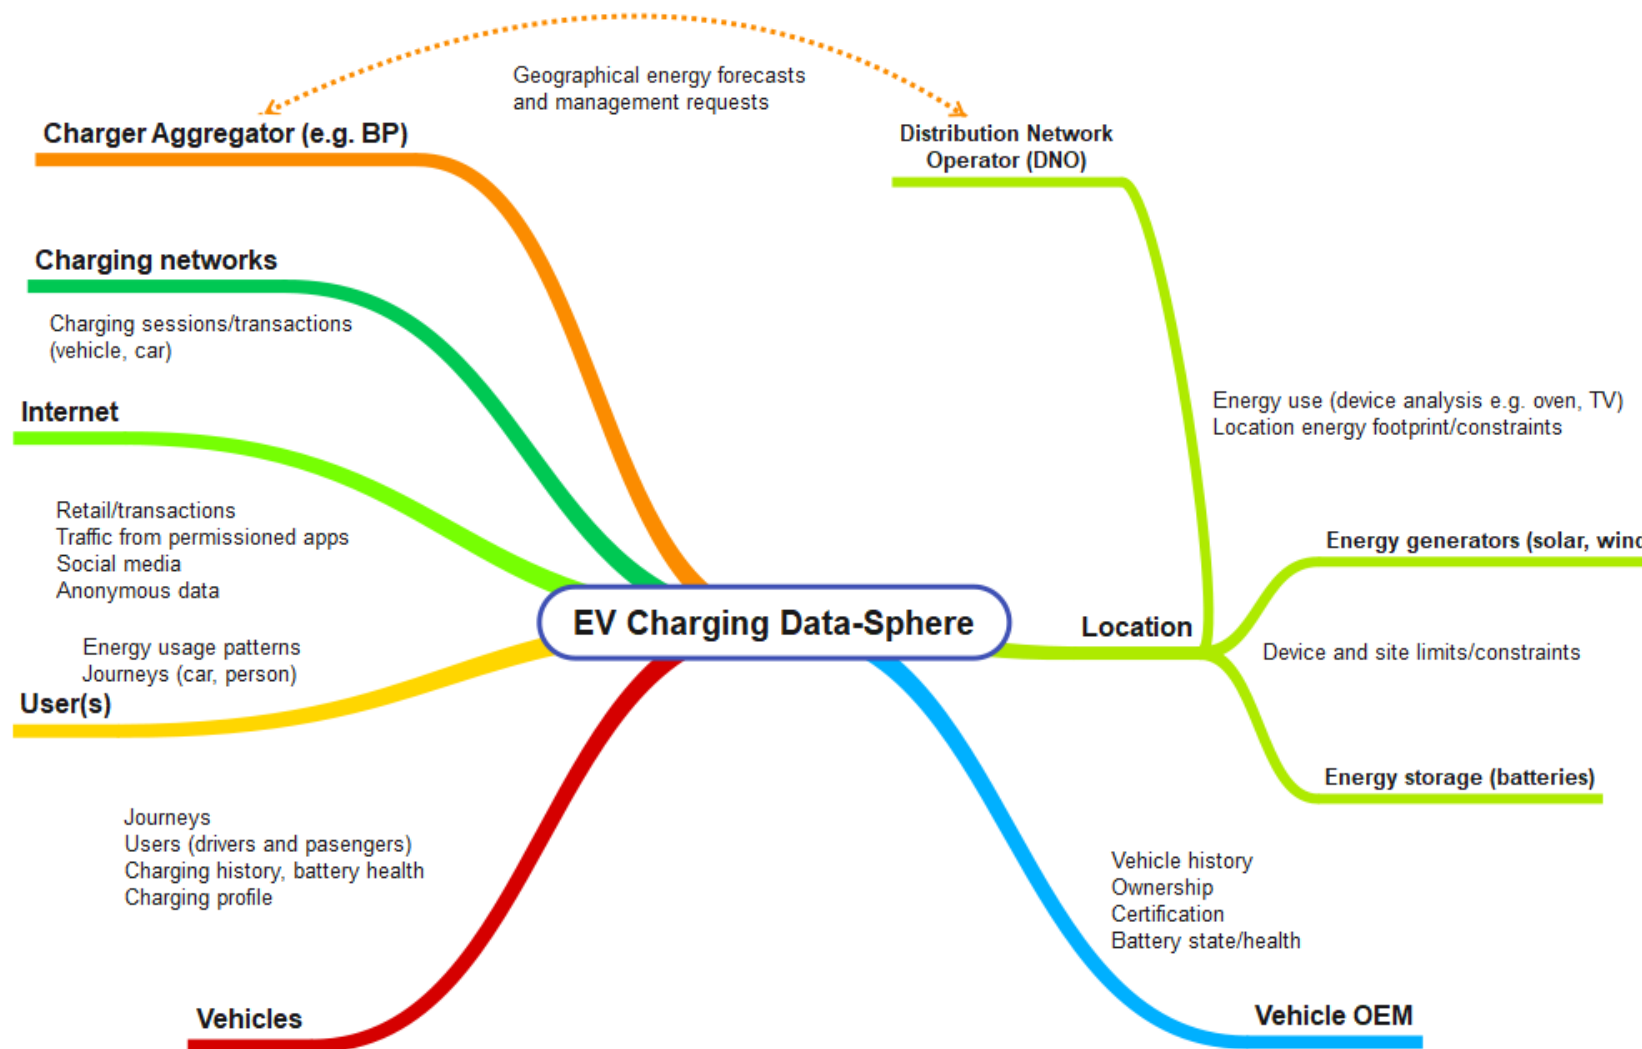 Geographical energy forecasts
and management requests
Charger Aggregator (e.g. BP)
Distribution Network
Operator (DNO)
Charging networks
Charging sessions/transactions
(vehicle, car)
Internet
Energy use (device analysis e.g. oven, TV)
Location energy footprint/constraints
Retail/transactions
Traffic from permissioned apps
Social media
Anonymous data
Energy generators (solar, wind
EV Charging Data-Sphere
Location
Energy usage patterns
Journeys (car, person)
User(s)
Device and site limits/constraints
Energy storage (batteries)
Journeys
Users (drivers and pasengers)
Charging history, battery health
Charging profile
Vehicle history
Ownership
Certification
Battery state/health
Vehicles
Vehicle OEM